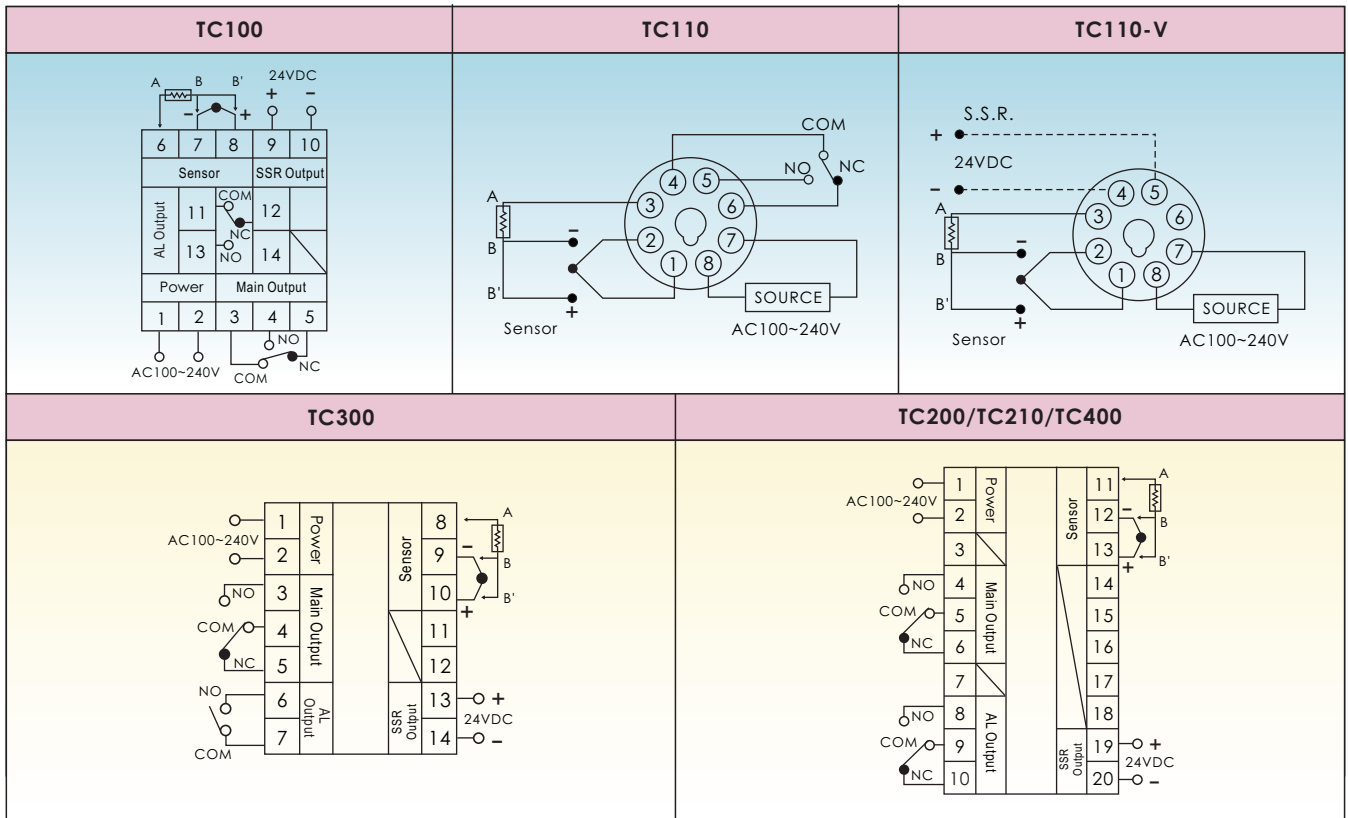 TC100
TC110
TC110-V
A B B' 24VDC
+ -
- +
6 7 8 9 10
Sensor SSR Output
AL Output
11 COM 12
NC
13 NO 14
Power Main Output
1 2 3 4 5
NO
AC100~240V COM NC
COM
NO NC
4 5
A 3 6
2 7
1 8
B -
B' +
Sensor
SOURCE
AC100~240V
S.S.R.
+
24VDC
-
4 5
A 3 6
2 7
1 8
B -
B' +
Sensor
SOURCE
AC100~240V
TC300
TC200/TC210/TC400
AC100~240V
1 Power
2
NO 3 Main Output
COM 4
NC 5
NO 6 AL Output
COM 7
Sensor 8 A
9 - B
10 + B'
11
12
SSR Output 13 +
24VDC
14 -
AC100~240V
1 Power
2
3
NO 4 Main Output
COM 5
NC 6
7
NO 8 AL Output
COM 9
NC 10
Sensor 11 A
12 - B
13 + B'
14
15
16
17
18
SSR Output 19 +
24VDC
20 -